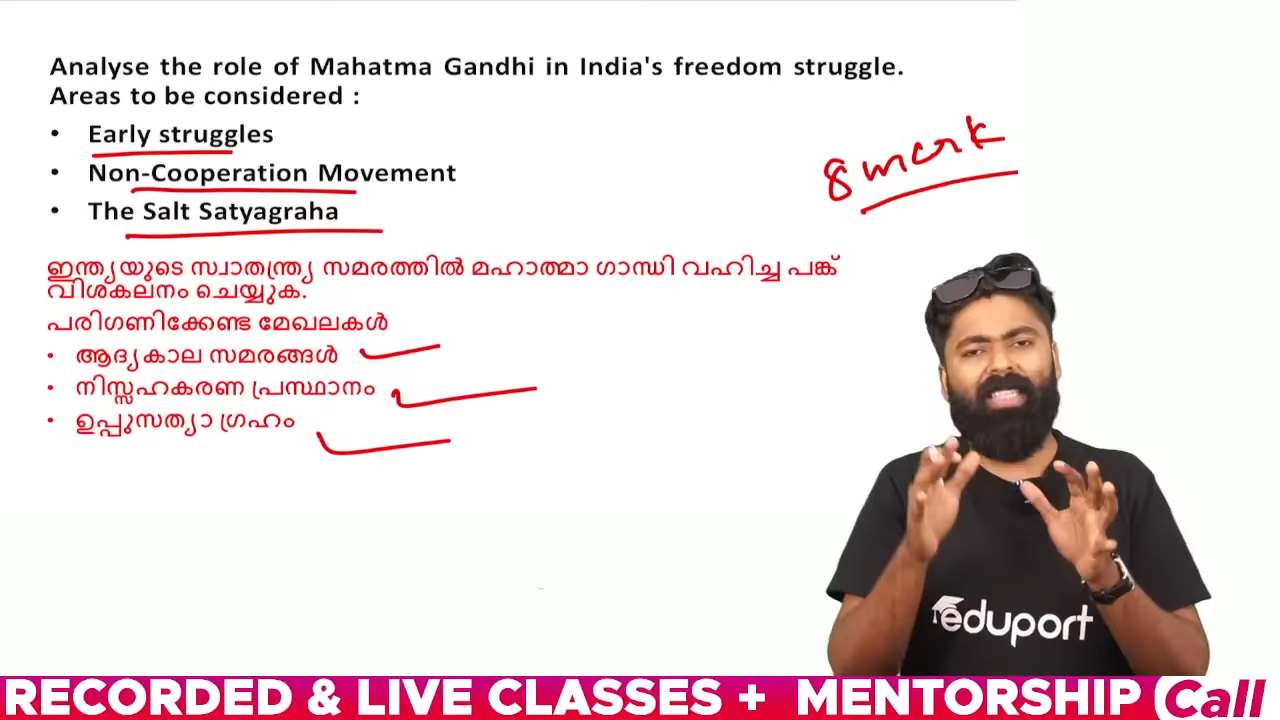 Analyse the role of Mahatma Gandhi in India's freedom struggle.
Areas to be considered :
• Early struggles
• Non-Cooperation Movement
• The Salt Satyagraha
8 mark
ഇന്ത്യയുടെ സ്വാതന്ത്ര്യ സമരത്തിൽ മഹാത്മാ ഗാന്ധി വഹിച്ച പങ്ക്
വിശകലനം ചെയ്യുക.
പരിഗണിക്കേണ്ട മേഖലകൾ
• ആദ്യകാല സമരങ്ങൾ
• നിസ്സഹകരണ പ്രസ്ഥാനം
• ഉപ്പുസത്യാ ഗ്രഹം
eduport
RECORDED & LIVE CLASSES + MENTORSHIP (Call